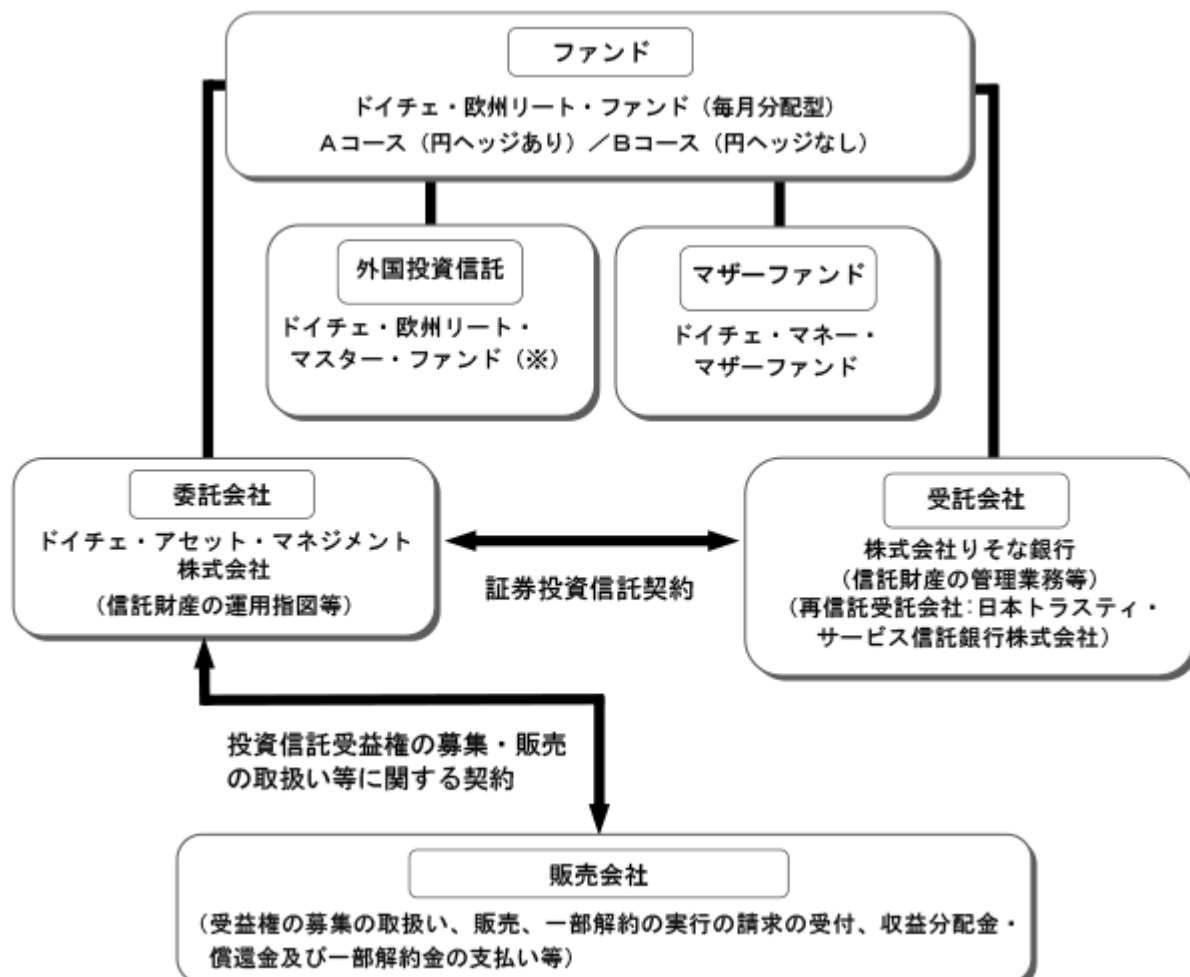 ファンド
ドイチェ・欧州リート・ファンド（毎月分配型）
Ａコース（円ヘッジあり）／Ｂコース（円ヘッジなし）
外国投資信託
ドイチェ・欧州リート・
マスター・ファンド（※）
マザーファンド
ドイチェ・マネー・
マザーファンド
委託会社
ドイチェ・アセット・マネジメント
株式会社
（信託財産の運用指図等）
証券投資信託契約
受託会社
株式会社りそな銀行
（信託財産の管理業務等）
（再信託受託会社：日本トラスティ・
サービス信託銀行株式会社）
投資信託受益権の募集・販売
の取扱い等に関する契約
販売会社
（受益権の募集の取扱い、販売、一部解約の実行の請求の受付、収益分配金・
償還金及び一部解約金の支払い等）